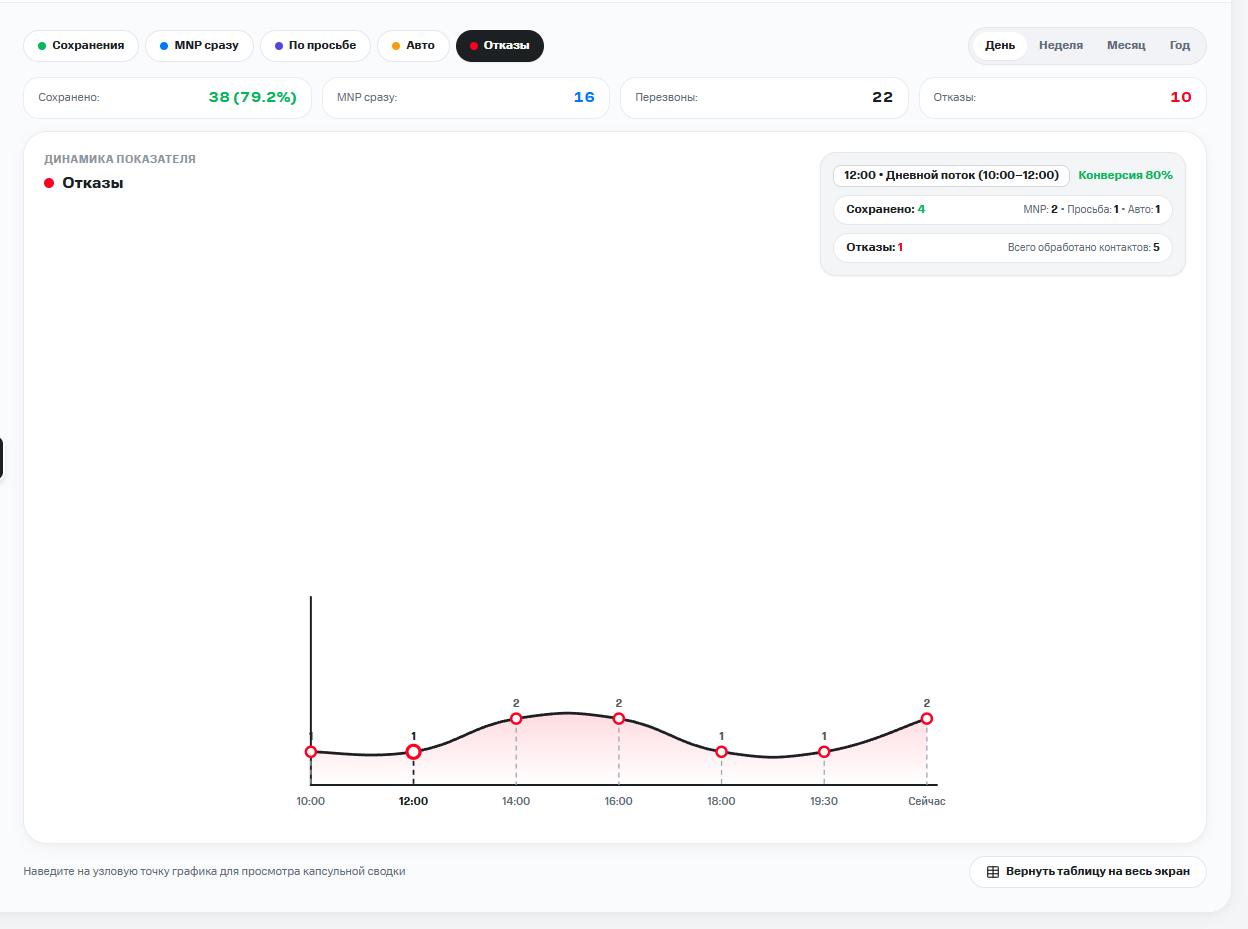 Сохранения MNP сразу По просьбе Авто Отказы День Неделя Месяц Год
Сохранено: 38 (79.2%) MNP сразу: 16 Перезвоны: 22 Отказы: 10
ДИНАМИКА ПОКАЗАТЕЛЯ
Отказы
12:00 • Дневной поток (10:00–12:00) Конверсия 80%
Сохранено: 4 MNP: 2 • Просьба: 1 • Авто: 1
Отказы: 1 Всего обработано контактов: 5
1 1 2 2 1 1 2
10:00 12:00 14:00 16:00 18:00 19:30 Сейчас
Наведите на узловую точку графика для просмотра капсульной сводки
Вернуть таблицу на весь экран